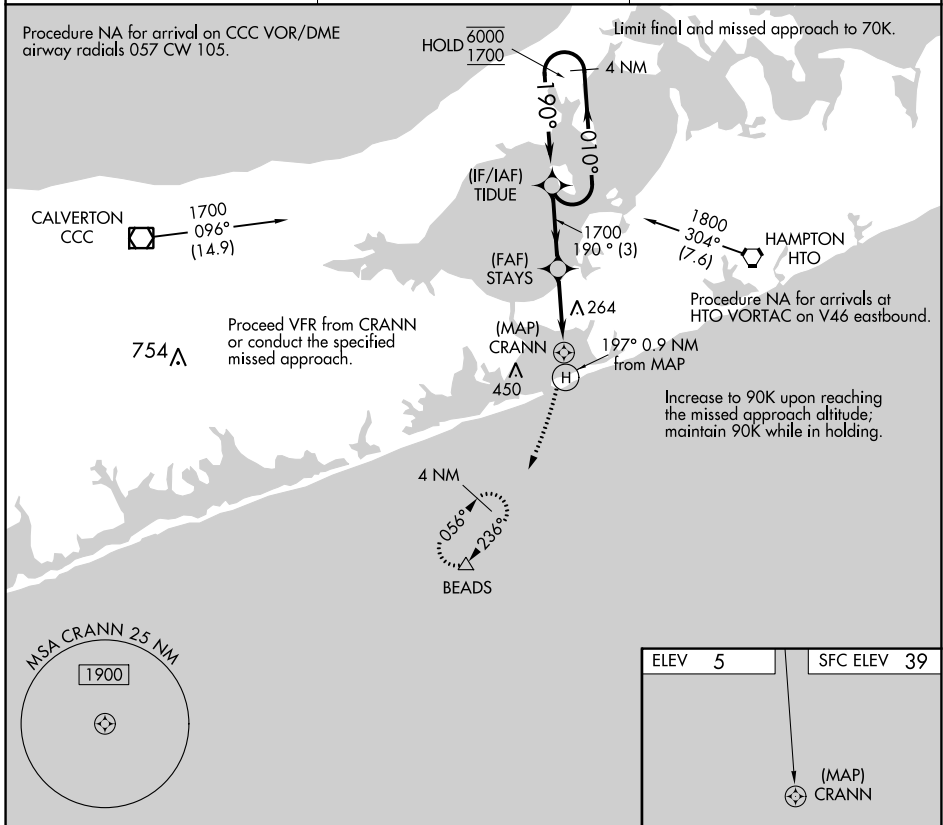 Procedure NA for arrival on CCC VOR/DME
airway radials 057 CW 105.
HOLD 6000
1700
Limit final and missed approach to 70K.
4 NM
190°
010°
(IF/IAF)
TIDUE
CALVERTON
CCC
1700
096°
(14.9)
1700
190° (3)
1800
304°
(7.6)
HAMPTON
HTO
(FAF)
STAYS
Procedure NA for arrivals at
HTO VORTAC on V46 eastbound.
264
Proceed VFR from CRANN
or conduct the specified
missed approach.
754
(MAP)
CRANN
197° 0.9 NM
from MAP
H
450
Increase to 90K upon reaching
the missed approach altitude;
maintain 90K while in holding.
4 NM
056°
236°
BEADS
MSA CRANN 25 NM
1900
ELEV 5
SFC ELEV 39
(MAP)
CRANN